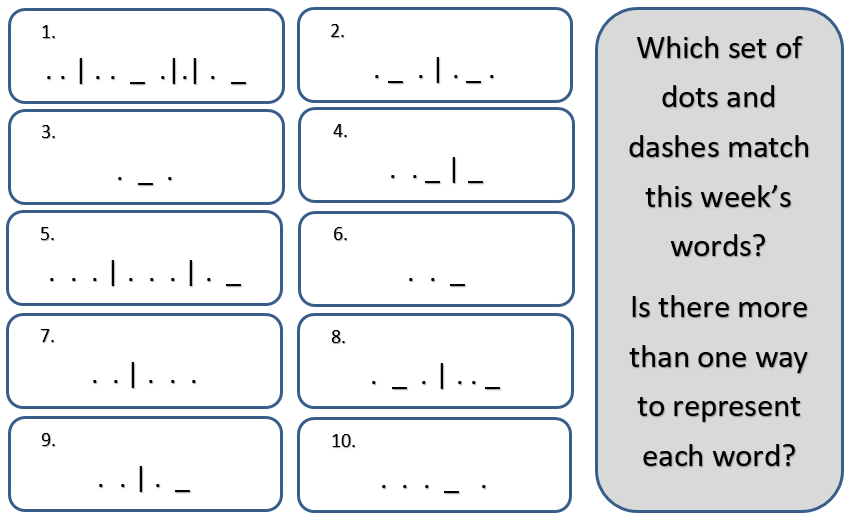 1.
. . | . . _ .|.| . _
2.
. _ . | . _ .
3.
. _ .
4.
. . _ | _
5.
. . . | . . . | . _
6.
. . _
7.
. . | . . .
8.
. _ . | . . _
9.
. . | . _
10.
. . . _ .
Which set of
dots and
dashes match
this week’s
words?
Is there more
than one way
to represent
each word?